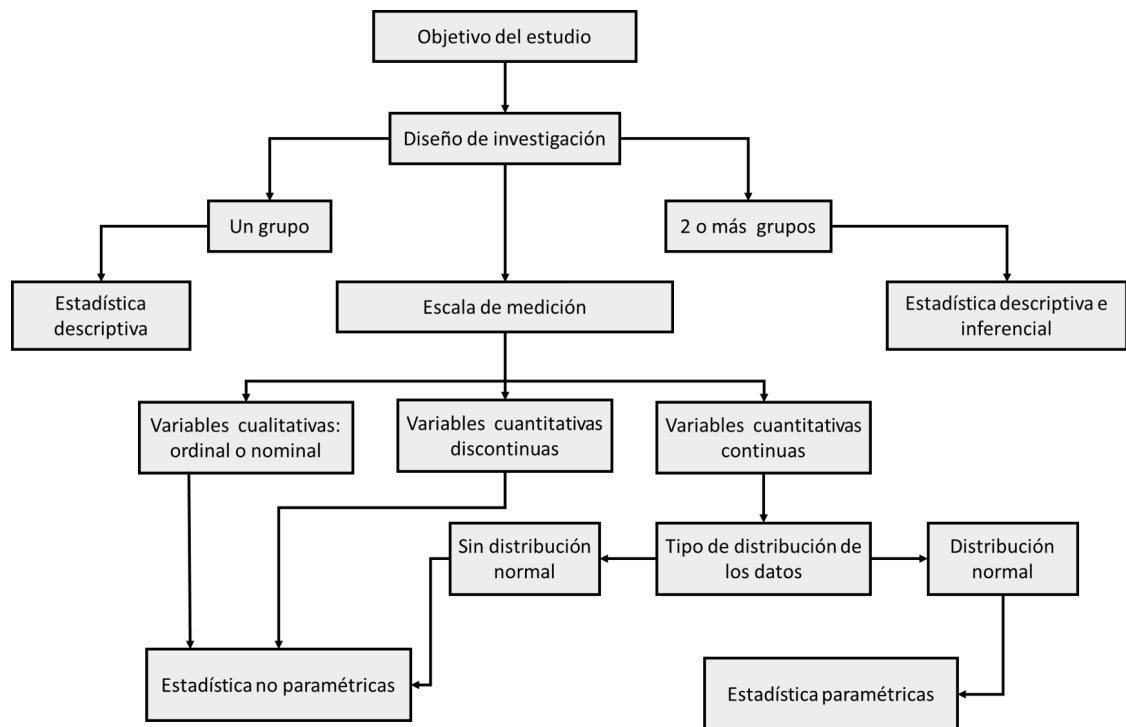 Objetivo del estudio
Diseño de investigación
Un grupo
2 o más grupos
Estadística
descriptiva
Escala de medición
Estadística descriptiva e
inferencial
Variables cualitativas:
ordinal o nominal
Variables cuantitativas
discontinuas
Variables cuantitativas
continuas
Sin distribución
normal
Tipo de distribución de
los datos
Distribución
normal
Estadística no paramétricas
Estadística paramétricas